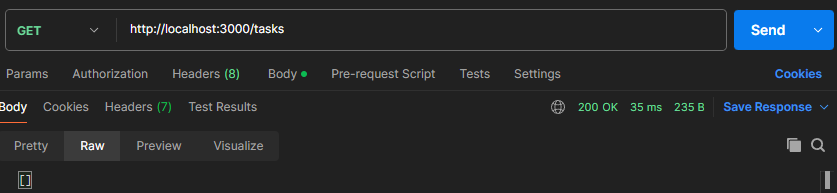 GET http://localhost:3000/tasks Send
Params Authorization Headers (8) Body Pre-request Script Tests Settings Cookies
Body Cookies Headers (7) Test Results 200 OK 35 ms 235 B Save Response
Pretty Raw Preview Visualize
[]